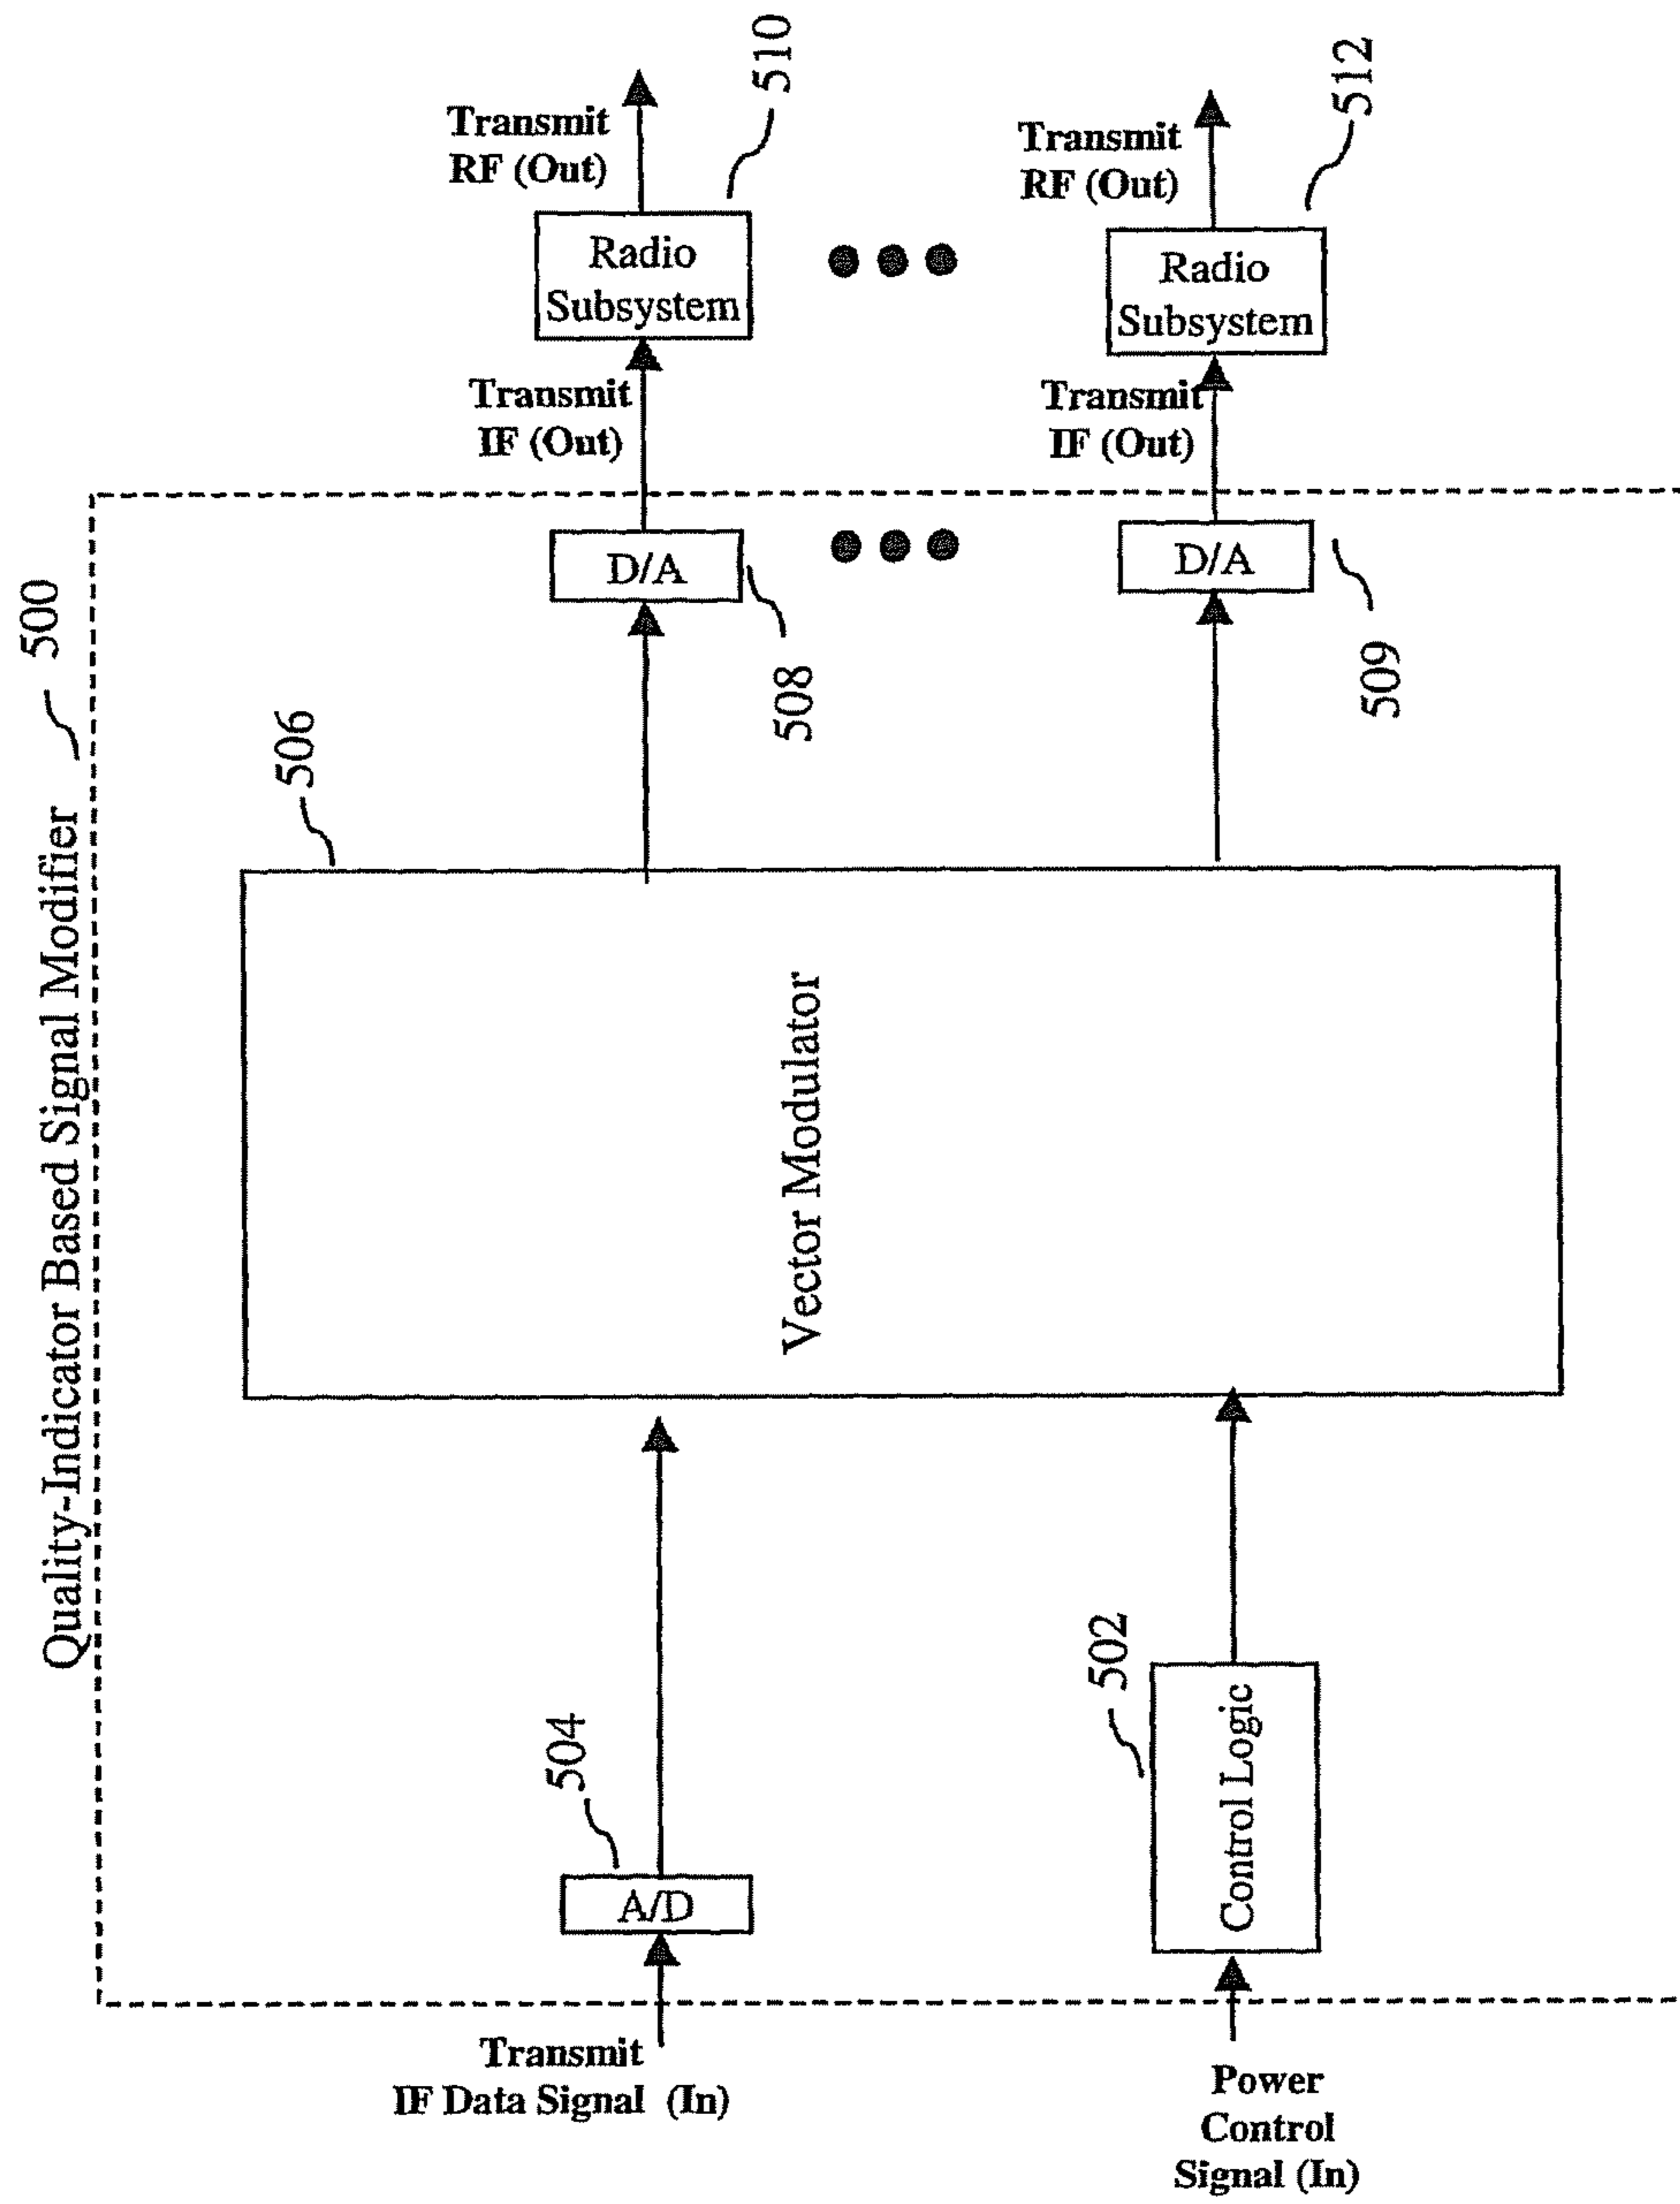 Quality-Indicator Based Signal Modifier
500
Transmit
RF (Out)
510
Transmit
RF (Out)
512
Radio
Subsystem
Radio
Subsystem
Transmit
IF (Out)
Transmit
IF (Out)
D/A
508
D/A
509
506
Vector Modulator
504
A/D
502
Control Logic
Transmit
IF Data Signal (In)
Power
Control
Signal (In)